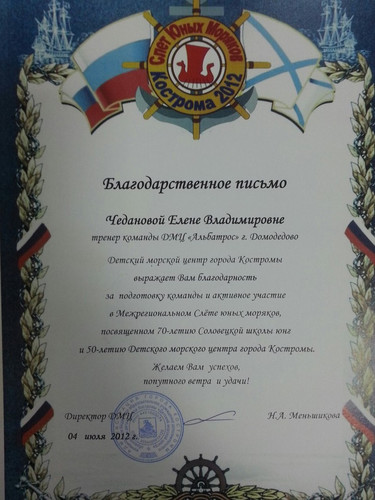 Слет Юных Моряков
Кострома 2012
Благодарственное письмо
Чедановой Елене Владимировне
тренер команды ДМЦ «Альбатрос» г. Домодедово
Детский морской центр города Костромы
выражает Вам благодарность
за подготовку команды и активное участие
в Межрегиональном Слёте юных моряков,
посвященном 70-летию Соловецкой школы юнг
и 50-летию Детского морского центра города Костромы.
Желаем Вам успехов,
попутного ветра и удачи!
Директор ДМЦ
Н.А. Меньшикова
04 июля 2012 г.